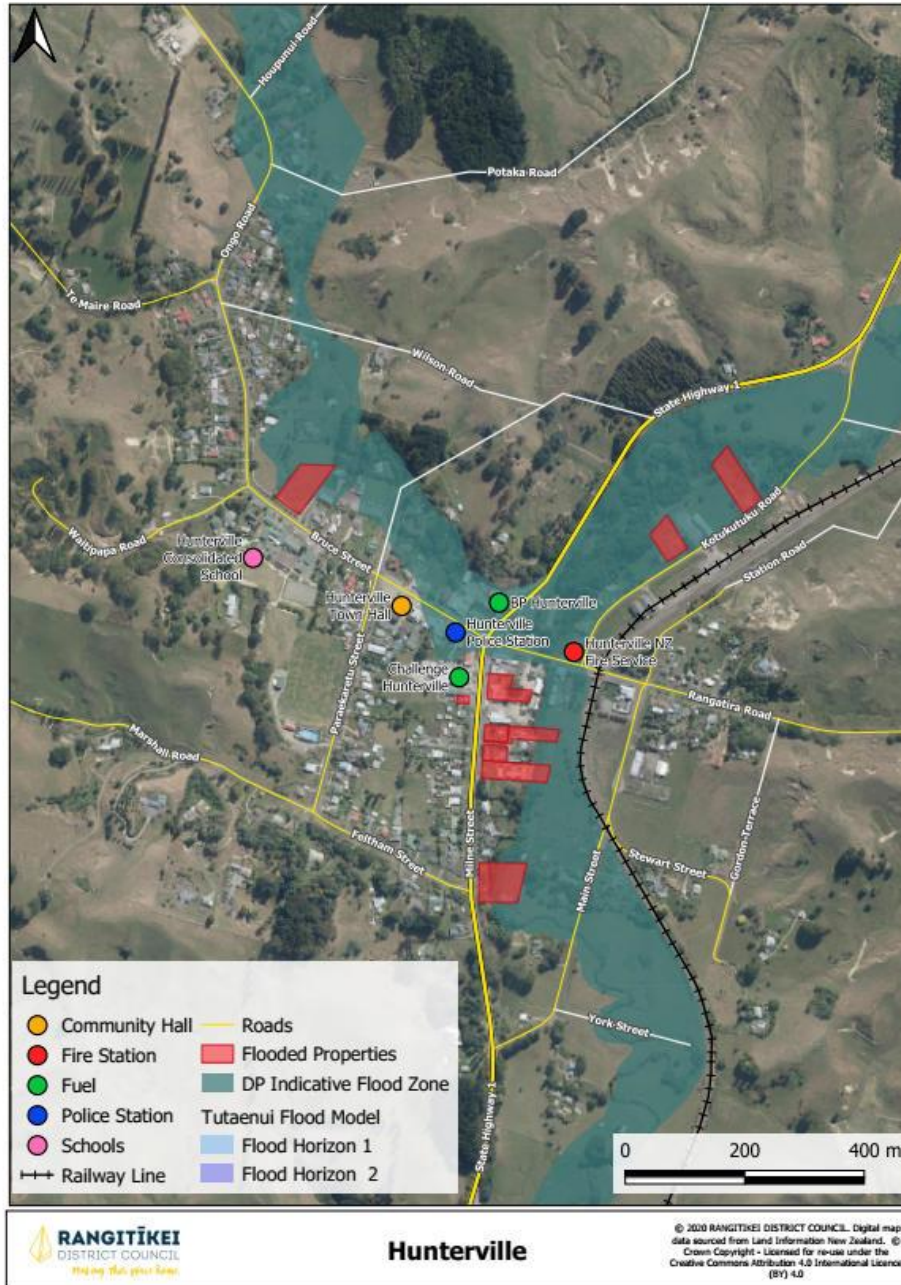 Houpunui Road
Potaka Road
Ongo Road
Te Maire Road
Wilson Road
State Highway 1
Kotukutuku Road
Waitipapa Road
Hunterville
Consolidated
School
Bruce Street
Station Road
Hunterville
Town Hall
BP Hunterville
Hunterville
Police Station
Hunterville NZ
Fire Service
Challenge
Hunterville
Paraekaretu Street
Rangatira Road
Marshall Road
Feltham Street
Milne Street
Main Street
Stewart Street
Gordon Terrace
York Street
State Highway 1
Legend
Community Hall
Fire Station
Fuel
Police Station
Schools
Railway Line
Roads
Flooded Properties
DP Indicative Flood Zone
Tutaenui Flood Model
Flood Horizon 1
Flood Horizon 2
0 200 400 m
RANGITĪKEI
DISTRICT COUNCIL
Making this place home.
Hunterville
© 2020 RANGITIKEI DISTRICT COUNCIL. Digital map
data sourced from Land Information New Zealand. ©
Crown Copyright - Licensed for re-use under the
Creative Commons Attribution 4.0 International Licence
(BY) 4.0